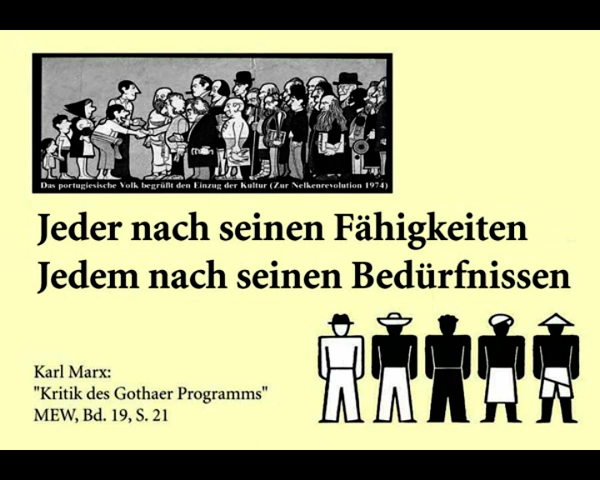 Das portugiesische Volk begrüßt den Einzug der Kultur (Zur Nelkenrevolution 1974)
Jeder nach seinen Fähigkeiten
Jedem nach seinen Bedürfnissen
Karl Marx:
"Kritik des Gothaer Programms"
MEW, Bd. 19, S. 21